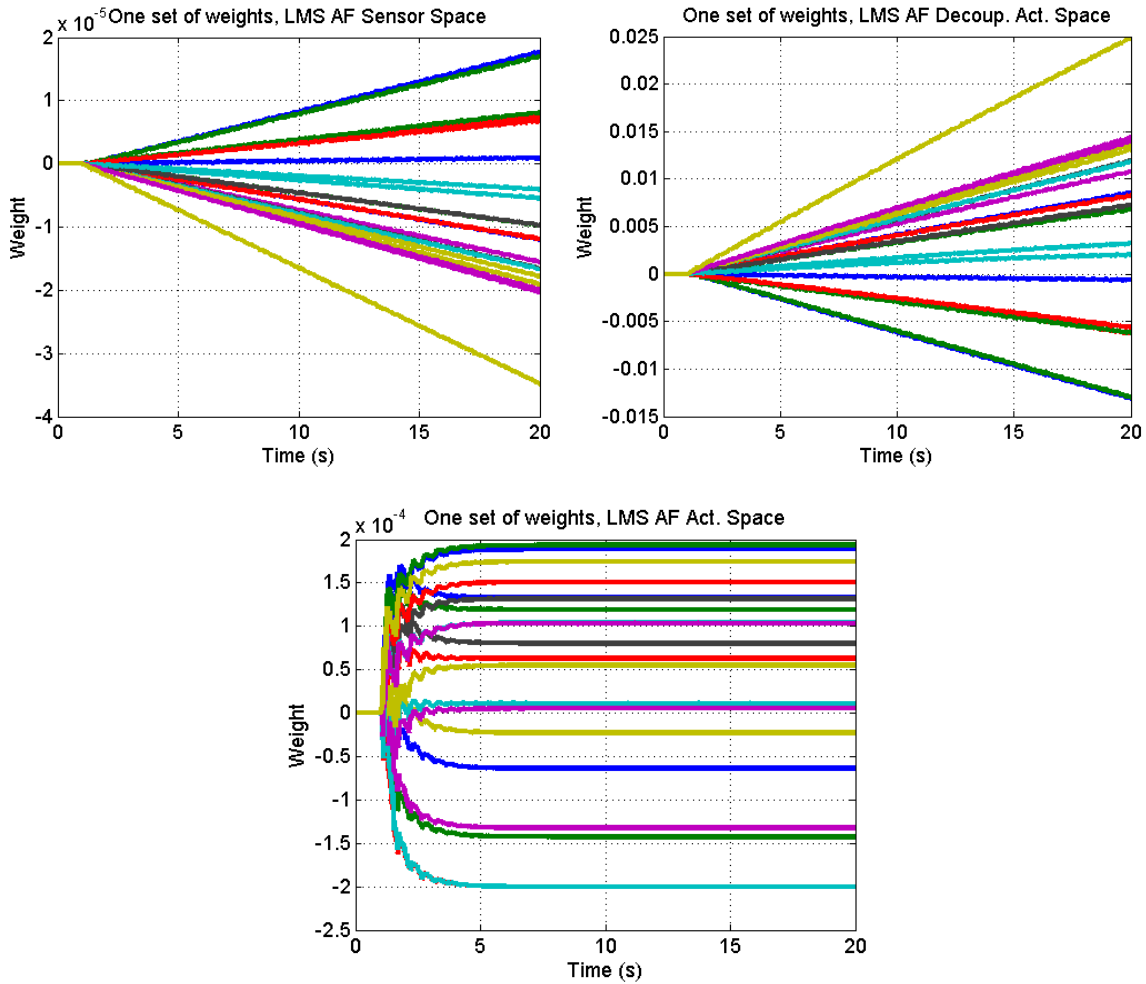 x 10-5 One set of weights, LMS AF Sensor Space
2
1
0
-1
-2
-3
-4
Weight
0 5 10 15 20
Time (s)
One set of weights, LMS AF Decoup. Act. Space
0.025
0.02
0.015
0.01
0.005
0
-0.005
-0.01
-0.015
Weight
0 5 10 15 20
Time (s)
x 10-4 One set of weights, LMS AF Act. Space
2
1.5
1
0.5
0
-0.5
-1
-1.5
-2
-2.5
Weight
0 5 10 15 20
Time (s)